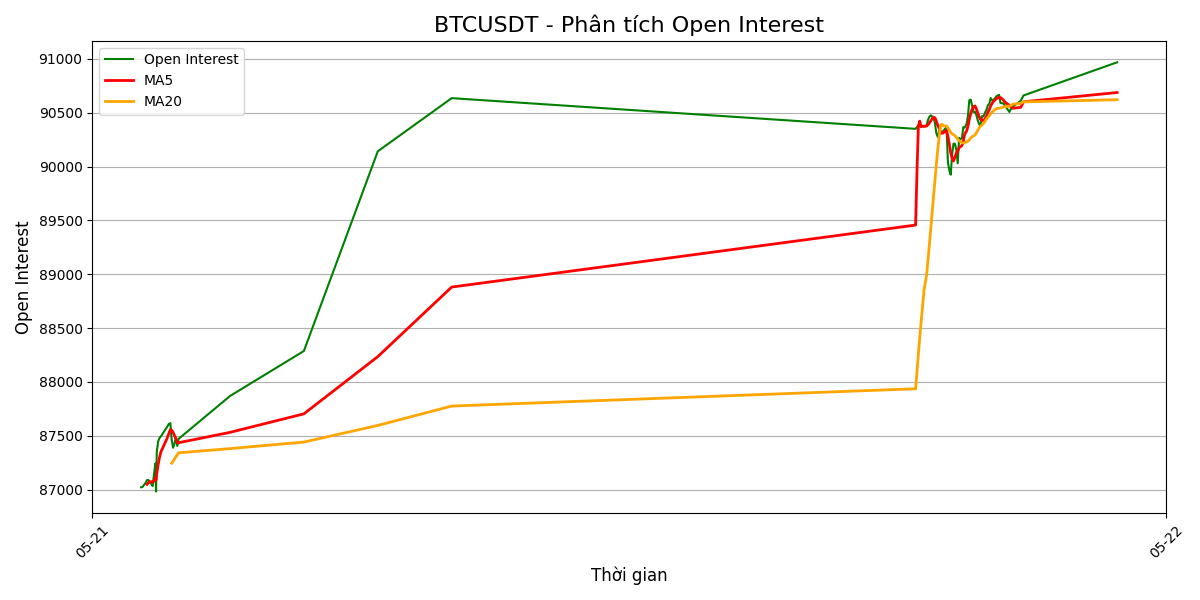 BTCUSDT - Phân tích Open Interest
Open Interest
MA5
MA20
91000
90500
90000
89500
89000
88500
88000
87500
87000
Open Interest
05-21
05-22
Thời gian